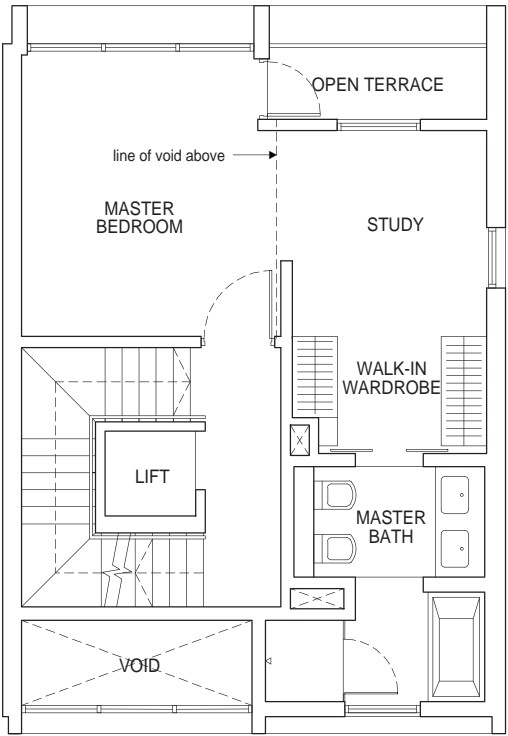 OPEN TERRACE
line of void above
MASTER
BEDROOM
STUDY
WALK-IN
WARDROBE
LIFT
MASTER
BATH
VOID